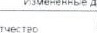 Измененные д
тчество